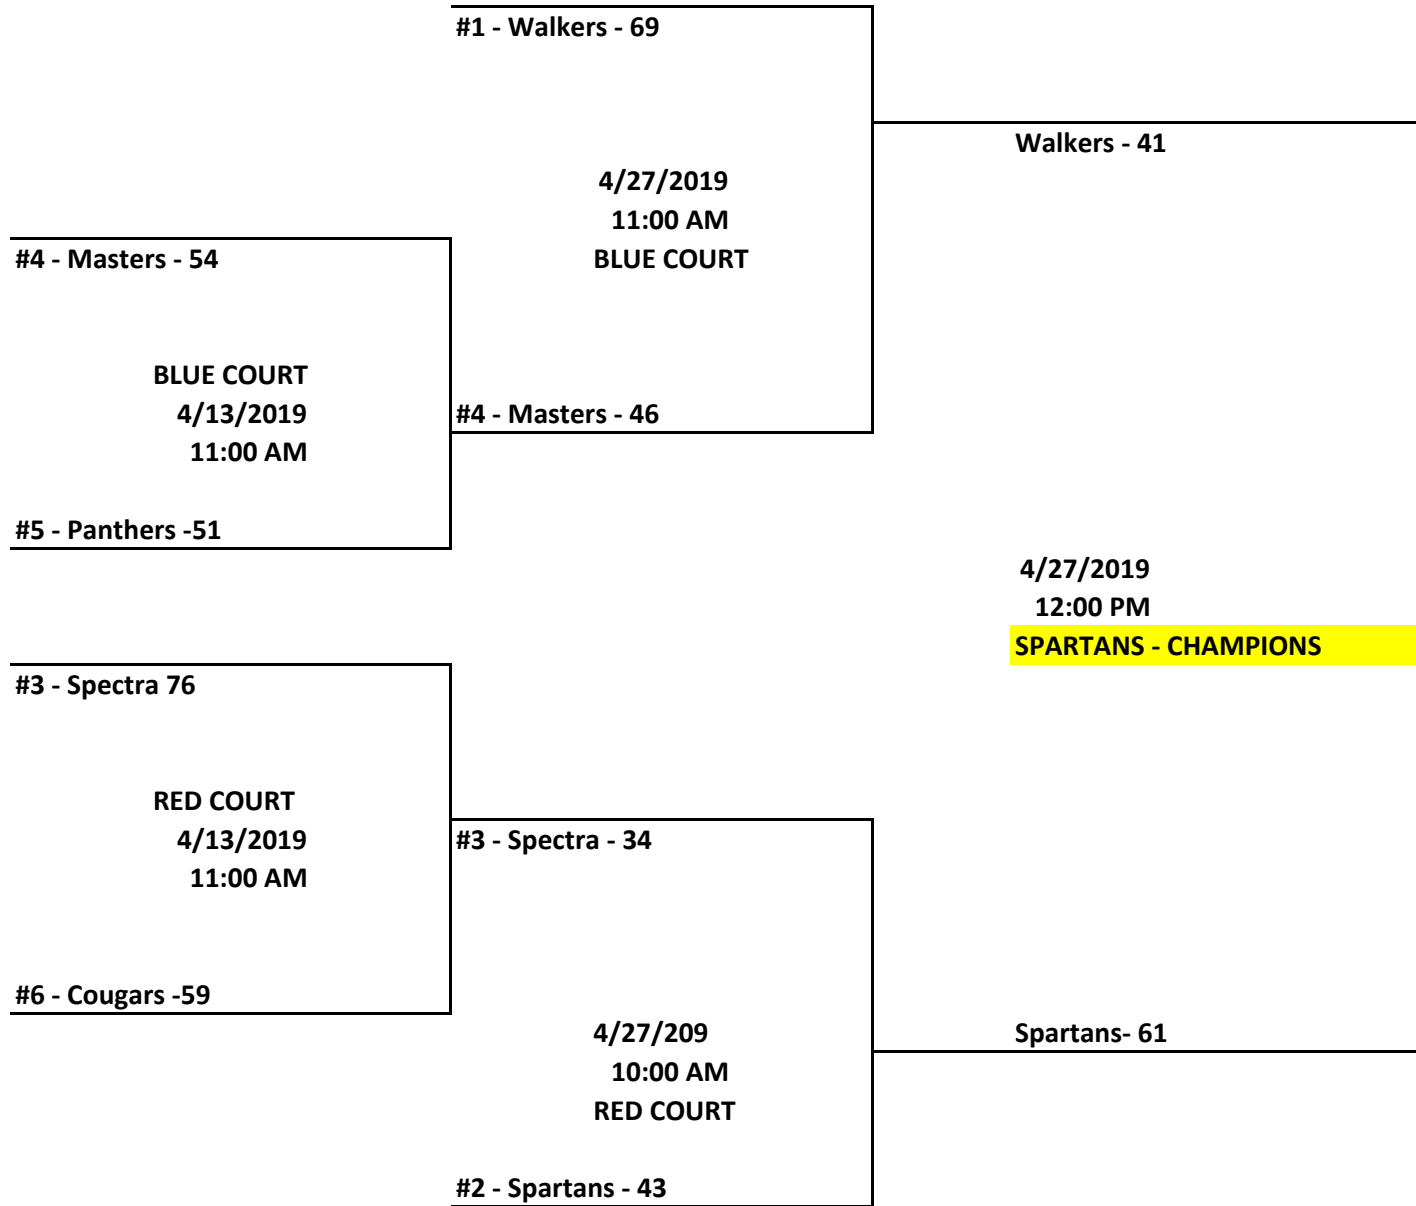 #1 - Walkers - 69
Walkers - 41
4/27/2019
11:00 AM
BLUE COURT
#4 - Masters - 54
BLUE COURT
4/13/2019
11:00 AM
#4 - Masters - 46
#5 - Panthers -51
4/27/2019
12:00 PM
SPARTANS - CHAMPIONS
#3 - Spectra 76
RED COURT
4/13/2019
11:00 AM
#3 - Spectra - 34
#6 - Cougars -59
4/27/209
10:00 AM
RED COURT
Spartans- 61
#2 - Spartans - 43